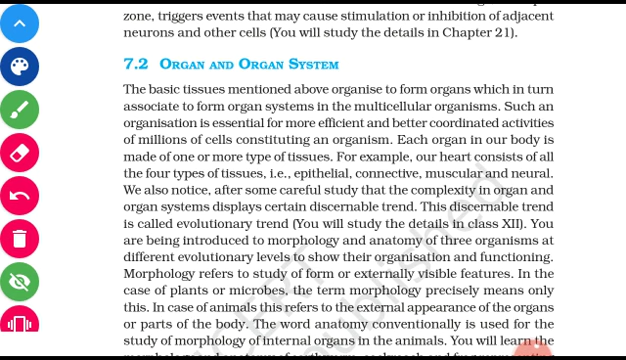 zone, triggers events that may cause stimulation or inhibition of adjacent
neurons and other cells (You will study the details in Chapter 21).
7.2 ORGAN AND ORGAN SYSTEM
The basic tissues mentioned above organise to form organs which in turn
associate to form organ systems in the multicellular organisms. Such an
organisation is essential for more efficient and better coordinated activities
of millions of cells constituting an organism. Each organ in our body is
made of one or more type of tissues. For example, our heart consists of all
the four types of tissues, i.e., epithelial, connective, muscular and neural.
We also notice, after some careful study that the complexity in organ and
organ systems displays certain discernable trend. This discernable trend
is called evolutionary trend (You will study the details in class XII). You
are being introduced to morphology and anatomy of three organisms at
different evolutionary levels to show their organisation and functioning.
Morphology refers to study of form or externally visible features. In the
case of plants or microbes, the term morphology precisely means only
this. In case of animals this refers to the external appearance of the organs
or parts of the body. The word anatomy conventionally is used for the
study of morphology of internal organs in the animals. You will learn the